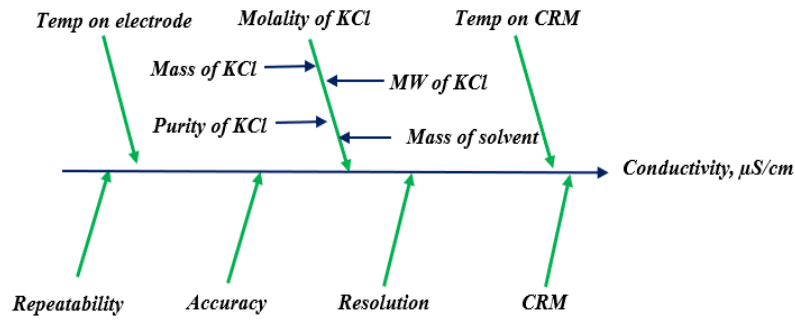 Temp on electrode
Molality of KCl
Temp on CRM
Mass of KCl
MW of KCl
Purity of KCl
Mass of solvent
Conductivity, µS/cm
Repeatability
Accuracy
Resolution
CRM